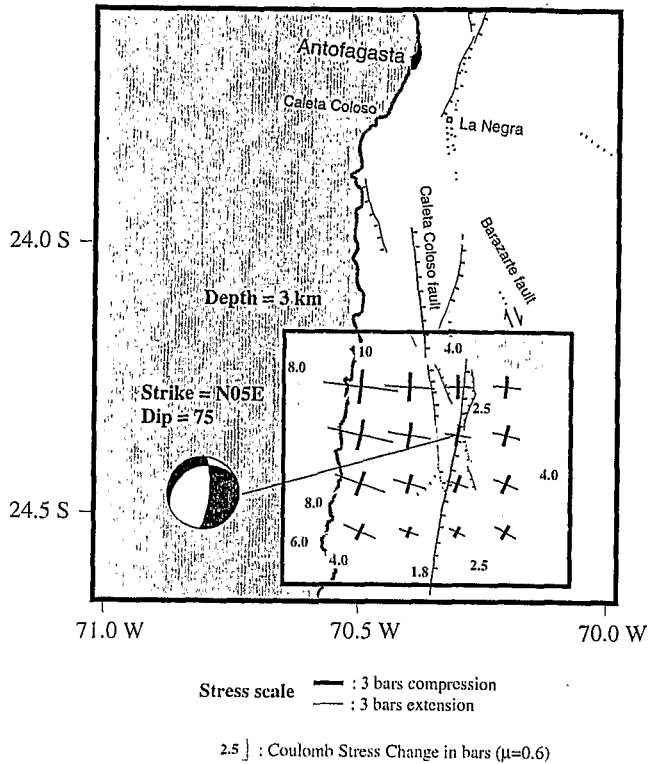 Antofagasta
Caleta Coloso
La Negra
Caleta Coloso fault
Barazarte fault
24.0 S
Depth = 3 km
10
4.0
8.0
Strike = N05E
Dip = 75
2.5
4.0
8.0
24.5 S
6.0
4.0
1.8
2.5
71.0 W
70.5 W
70.0 W
Stress scale
: 3 bars compression
: 3 bars extension
2.5 : Coulomb Stress Change in bars (μ=0.6)